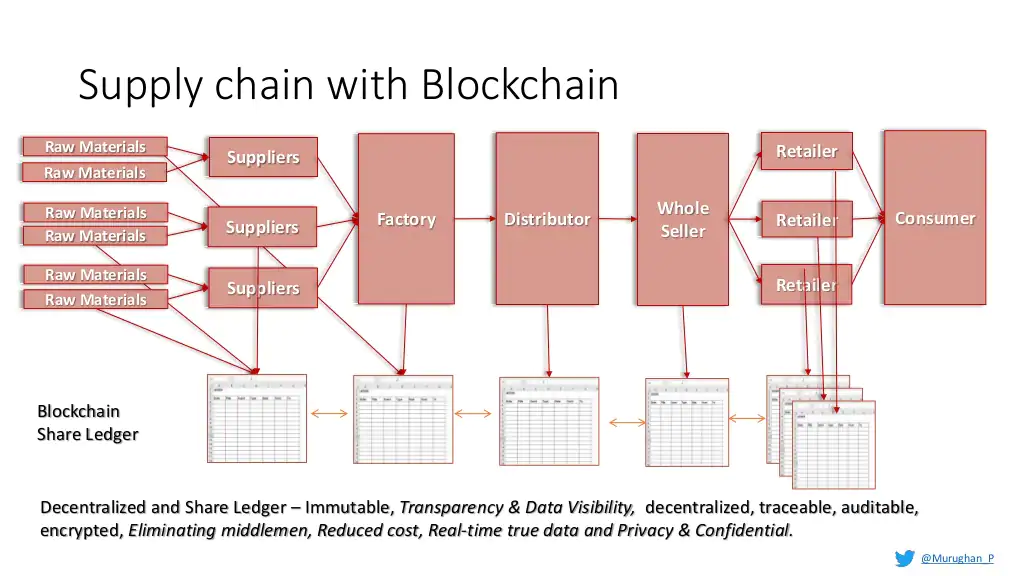 Supply chain with Blockchain
Raw Materials
Raw Materials
Raw Materials
Raw Materials
Raw Materials
Raw Materials
Suppliers
Suppliers
Suppliers
Factory
Distributor
Whole
Seller
Retailer
Retailer
Retailer
Consumer
Blockchain
Share Ledger
Decentralized and Share Ledger – Immutable, Transparency & Data Visibility, decentralized, traceable, auditable,
encrypted, Eliminating middlemen, Reduced cost, Real-time true data and Privacy & Confidential.
@Murughan_P